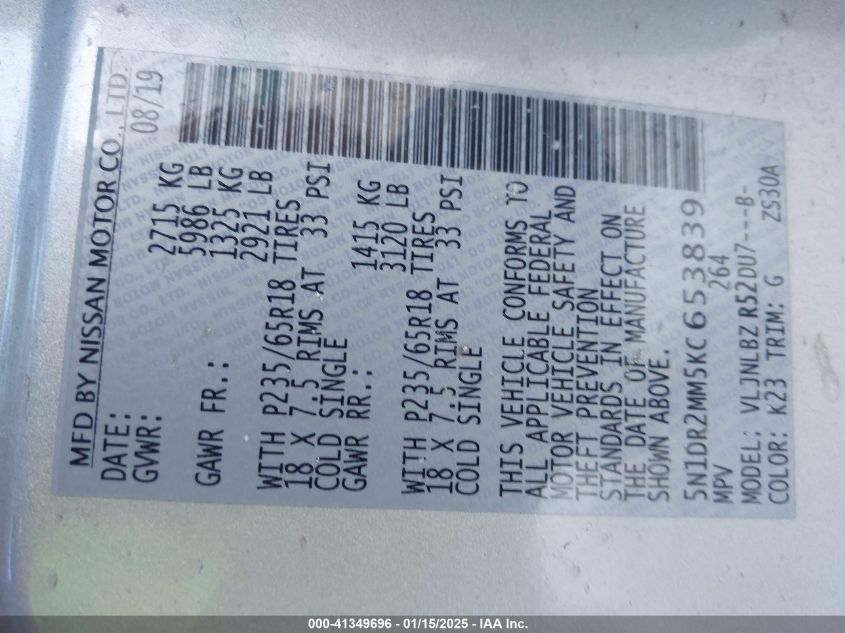 MFD BY NISSAN MOTOR CO., LTD.
DATE: 08/19
GVWR: 2715 KG
5986 LB
GAWR FR.: 1325 KG
2921 LB
WITH P235/65R18 TIRES
18 X 7.5 RIMS AT 33 PSI
COLD SINGLE
GAWR RR.: 1415 KG
3120 LB
WITH P235/65R18 TIRES
18 X 7.5 RIMS AT 33 PSI
COLD SINGLE
THIS VEHICLE CONFORMS TO
ALL APPLICABLE FEDERAL
MOTOR VEHICLE SAFETY AND
THEFT PREVENTION
STANDARDS IN EFFECT ON
THE DATE OF MANUFACTURE
SHOWN ABOVE.
5N1DR2MM5KC653839
MPV 264
MODEL: VLJNLBZ R52DU7---B-
COLOR: K23 TRIM: G ZS30A
000-41349696 - 01/15/2025 - IAA Inc.